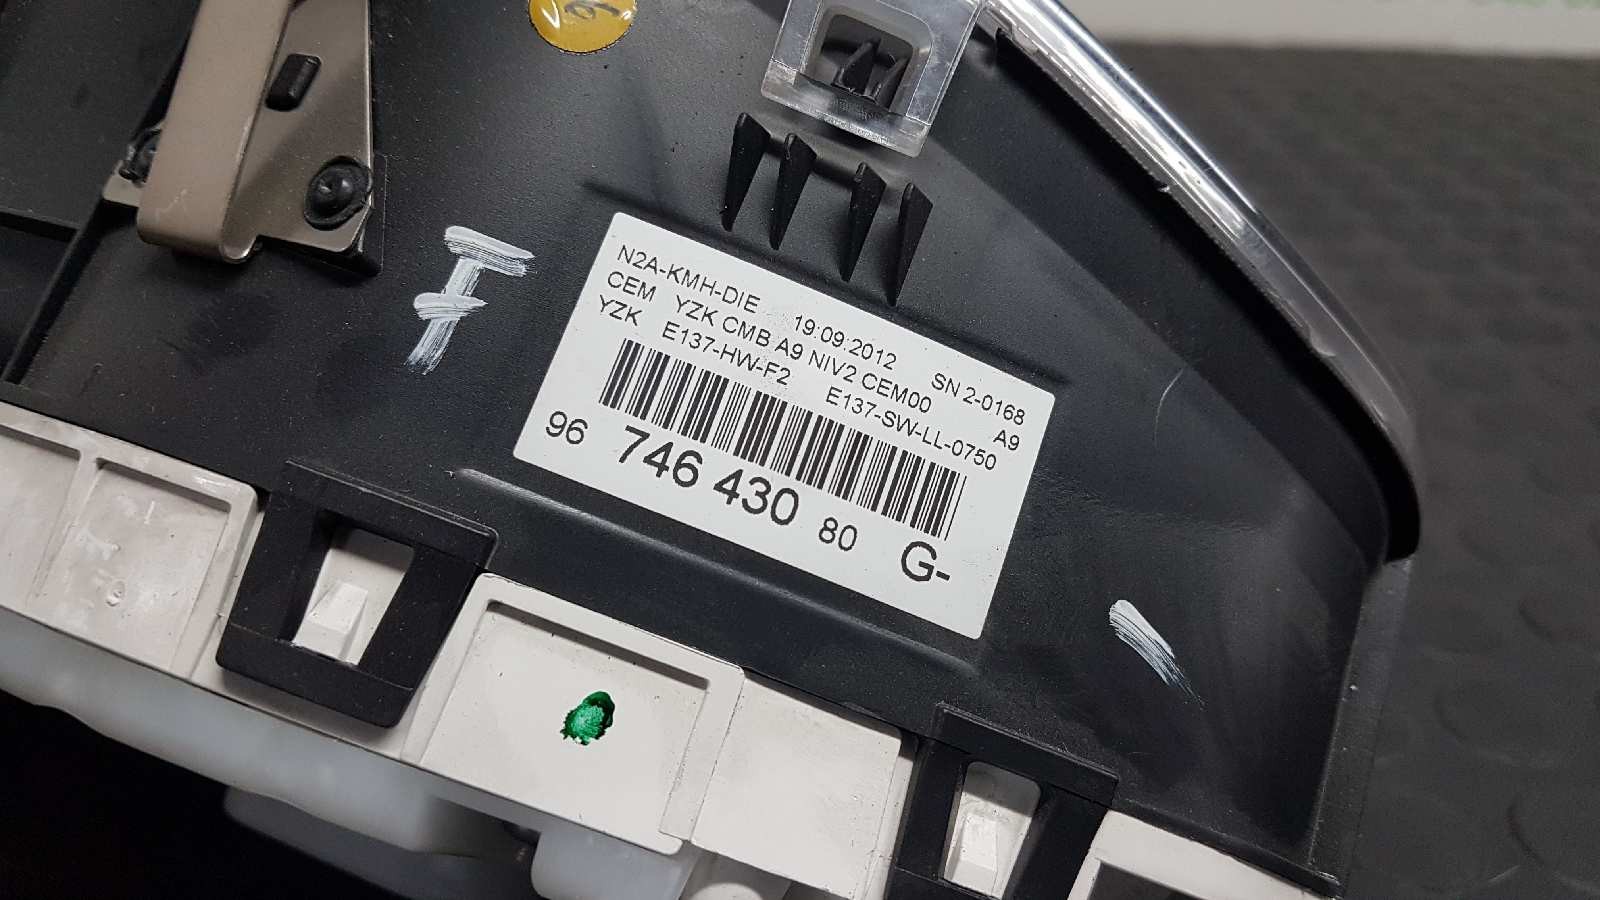 N2A-KMH-DIE 19:09:2012 SN 2-0168
CEM YZK CMB A9 NIV2 CEM00 A9
YZK E137-HW-F2 E137-SW-LL-0750
96 746 430 80 G-